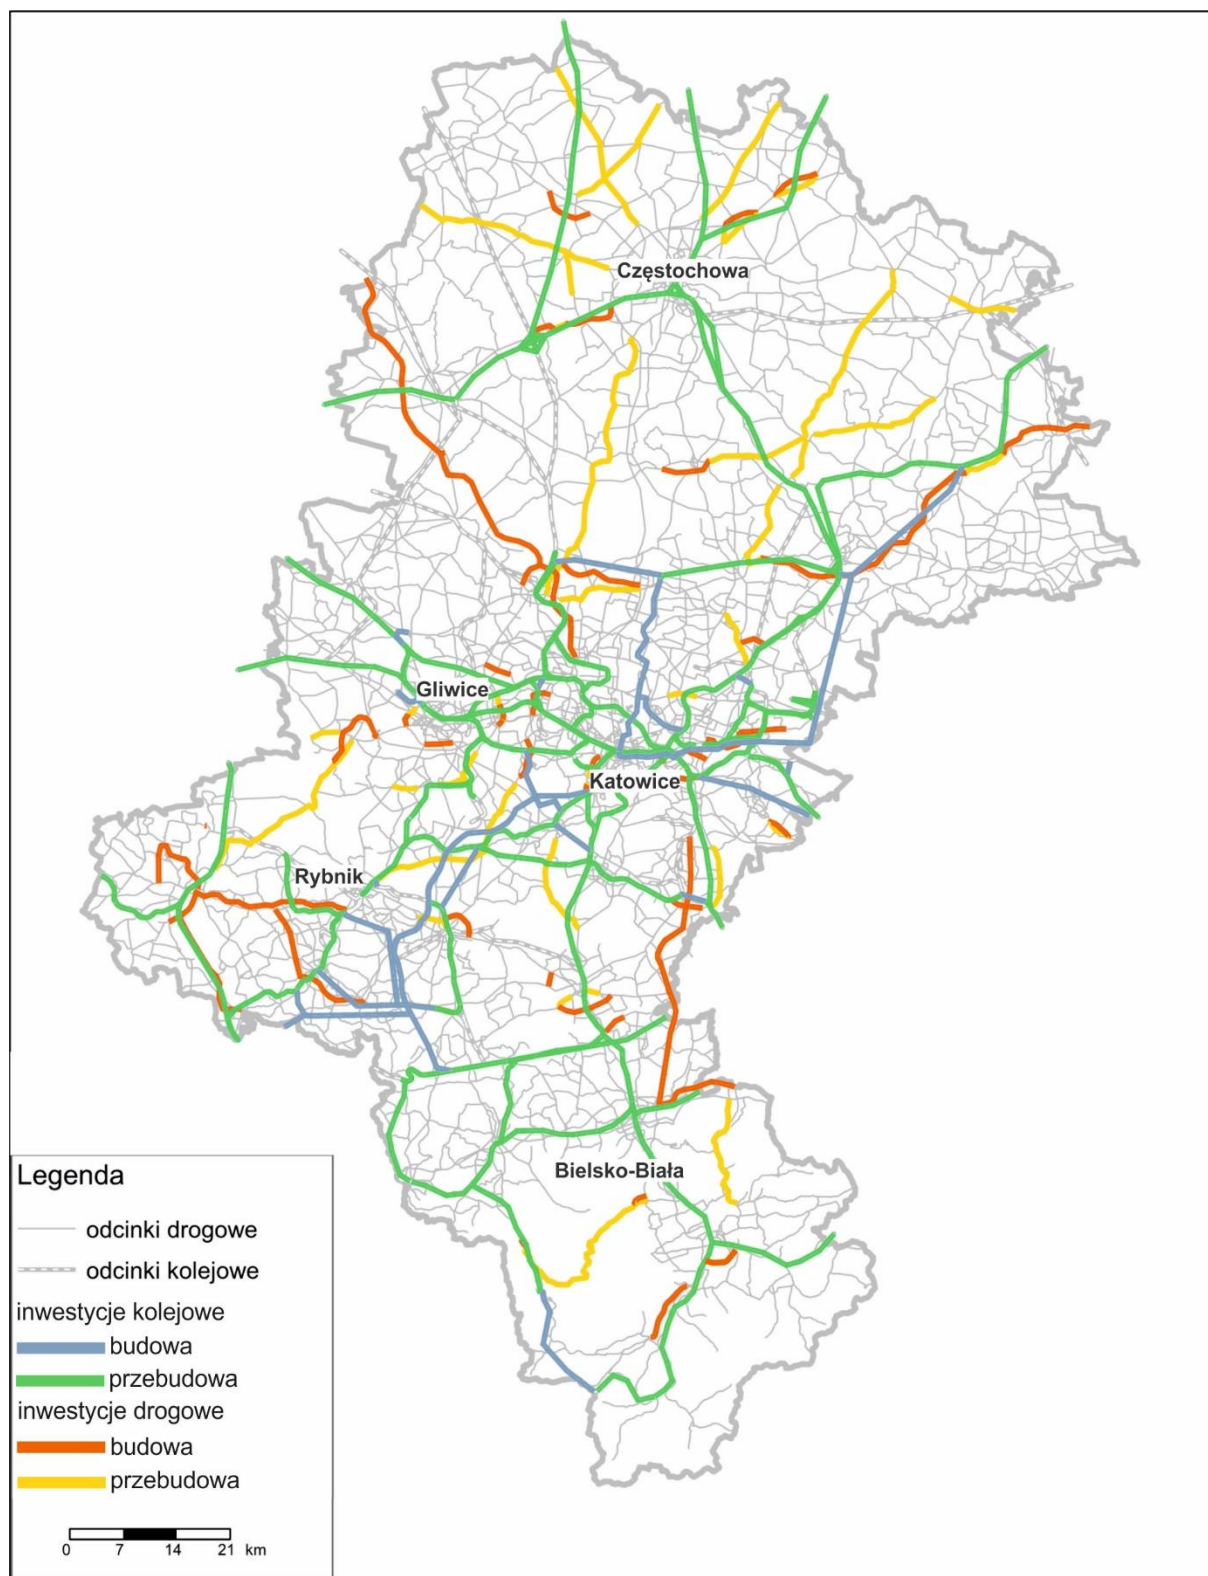 Częstochowa
Gliwice
Katowice
Rybnik
Bielsko-Biała
Legenda
odcinki drogowe
odcinki kolejowe
inwestycje kolejowe
budowa
przebudowa
inwestycje drogowe
budowa
przebudowa
0 7 14 21 km